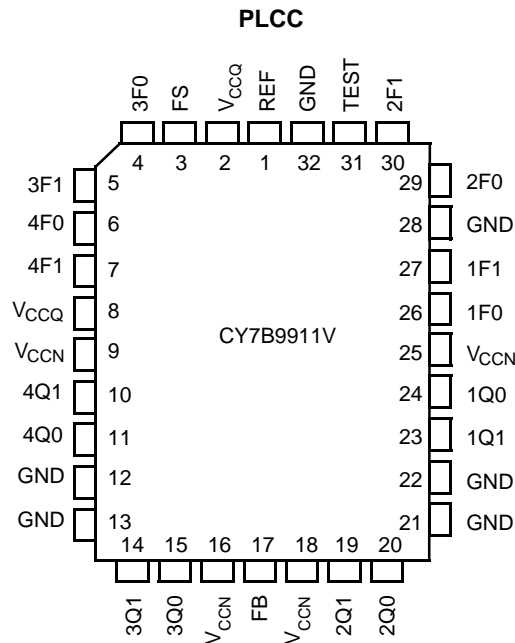 PLCC
3F0 FS VCCQ REF GND TEST 2F1
4 3 2 1 32 31 30
3F1 5 29 2F0
4F0 6 28 GND
4F1 7 27 1F1
VCCQ 8 26 1F0
CY7B9911V
VCCN 9 25 VCCN
4Q1 10 24 1Q0
4Q0 11 23 1Q1
GND 12 22 GND
GND 13 21 GND
14 15 16 17 18 19 20
3Q1 3Q0 VCCN FB VCCN 2Q1 2Q0